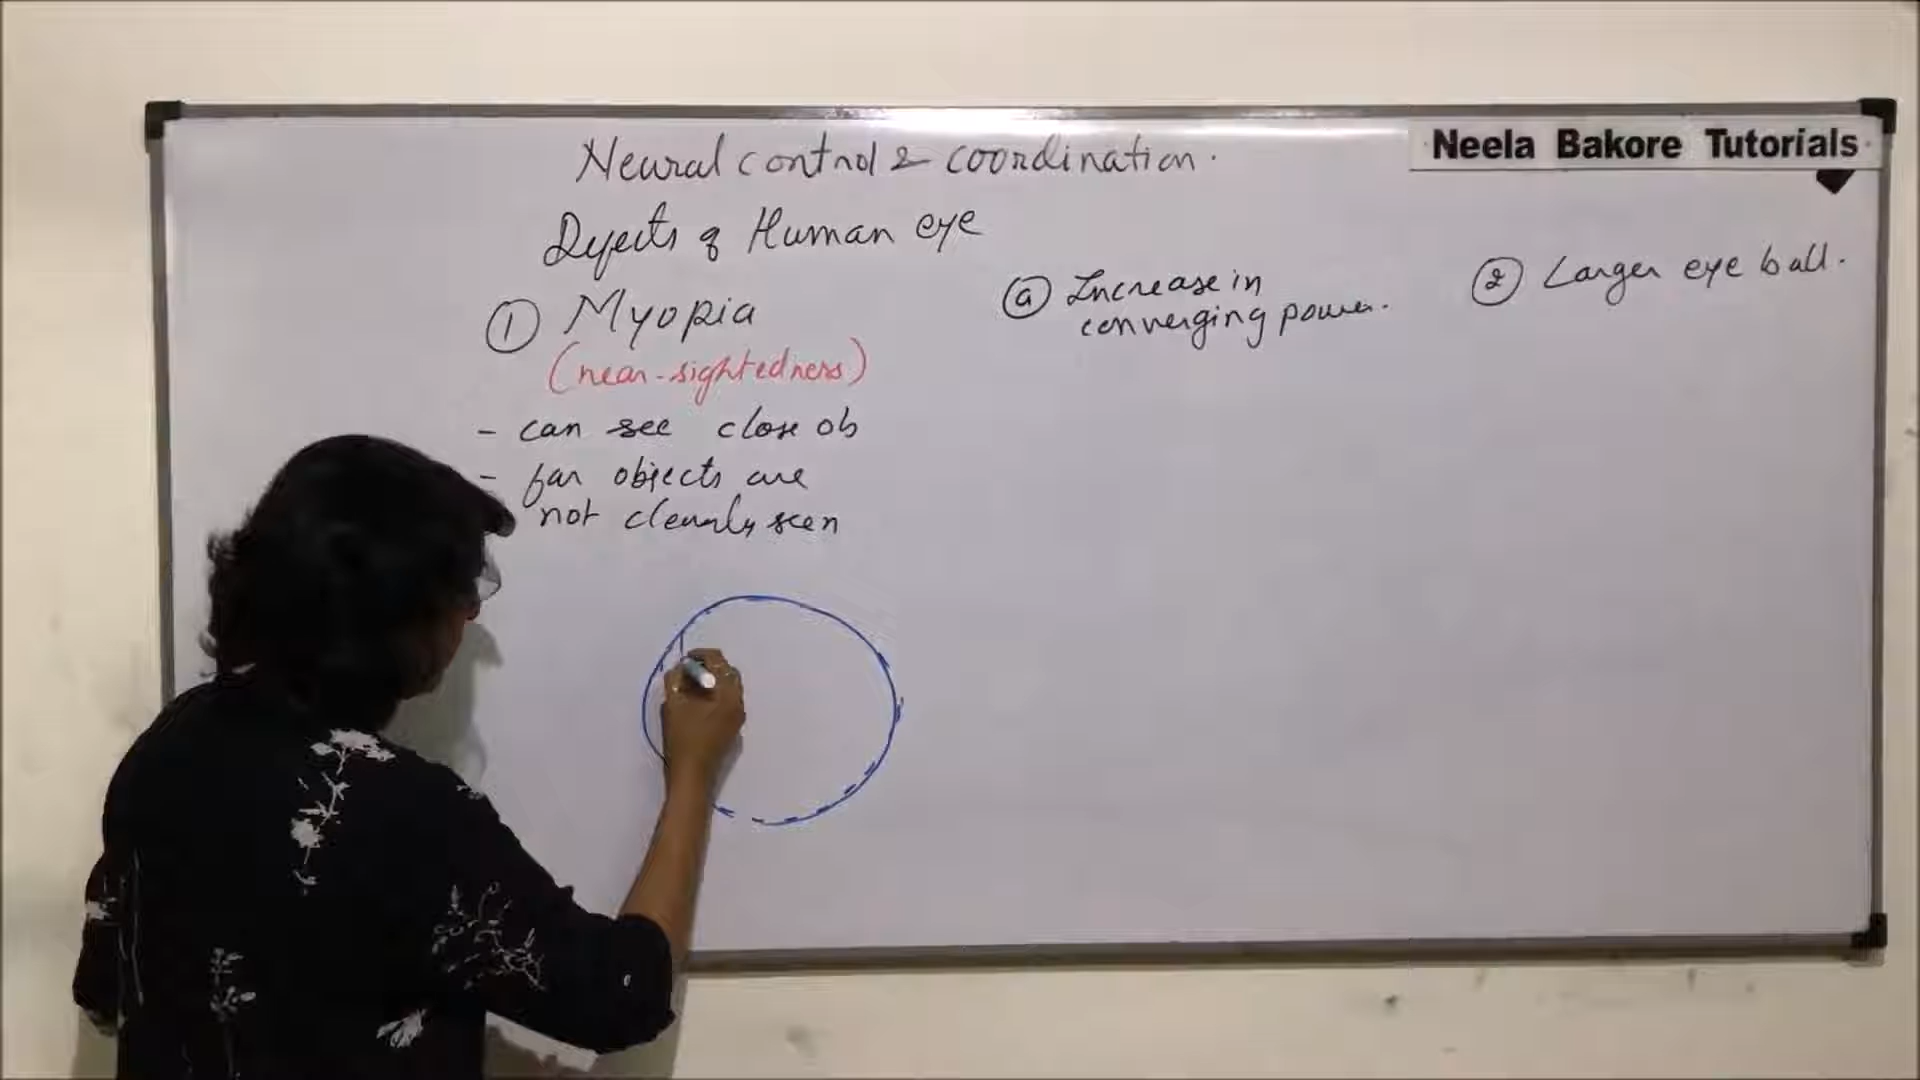 Neela Bakore Tutorials
Neural control & coordination.
Defects of Human eye
① Myopia
(near-sightedness)
- can see close ob
- far objects are
not clearly seen
ⓐ Increase in
converging power.
② Larger eye ball.